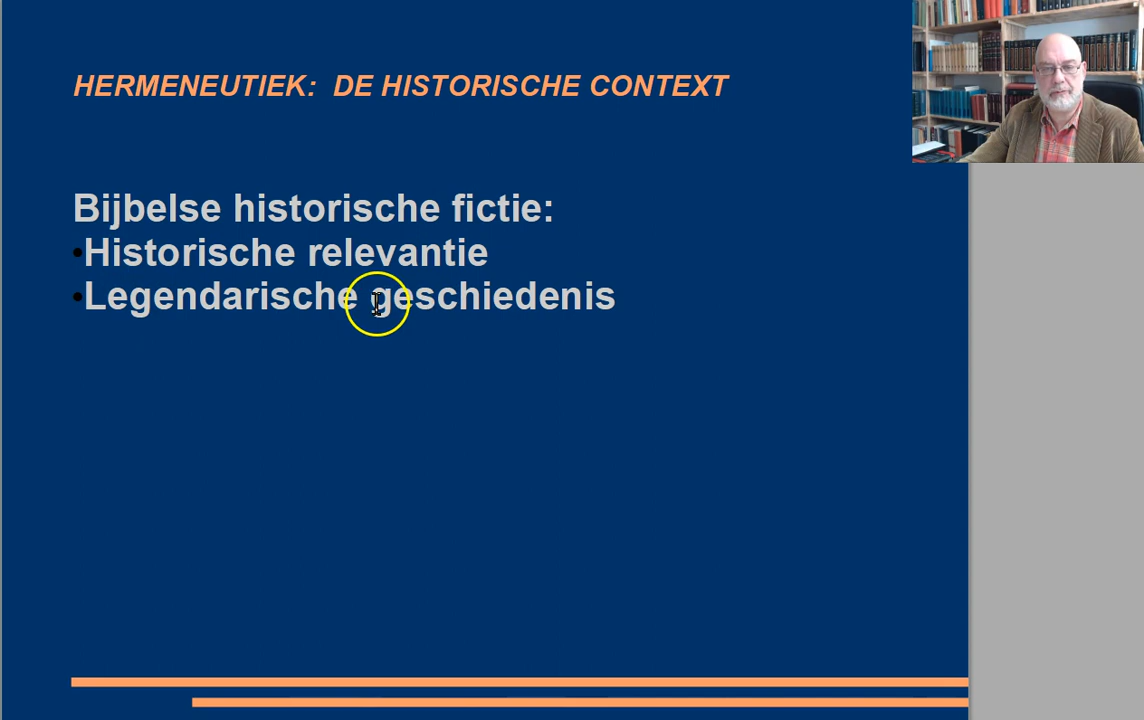 HERMENEUTIEK: DE HISTORISCHE CONTEXT
Bijbelse historische fictie:
•Historische relevantie
•Legendarische geschiedenis